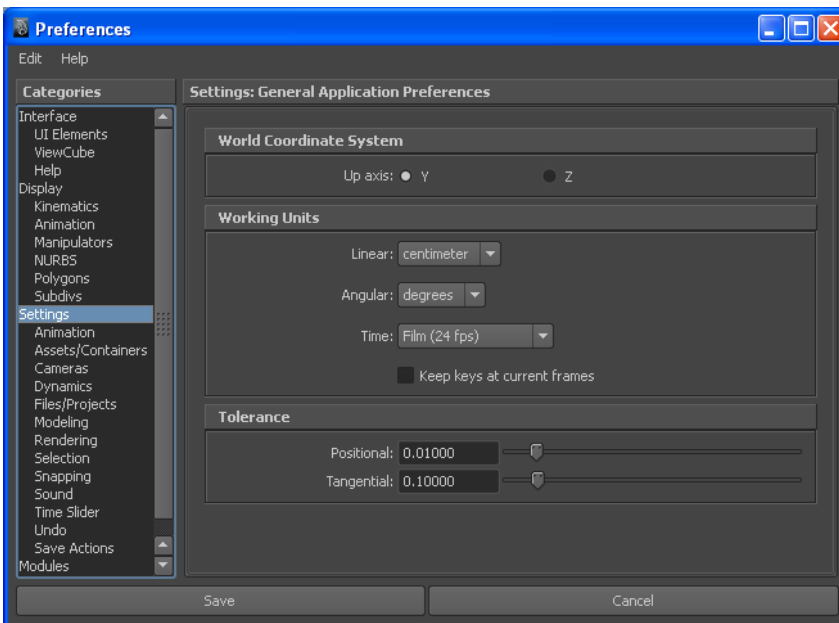 Preferences
Edit Help
Categories
Interface
UI Elements
ViewCube
Help
Display
Kinematics
Animation
Manipulators
NURBS
Polygons
Subdivs
Settings
Animation
Assets/Containers
Cameras
Dynamics
Files/Projects
Modeling
Rendering
Selection
Snapping
Sound
Time Slider
Undo
Save Actions
Modules
Settings: General Application Preferences
World Coordinate System
Up axis: Y Z
Working Units
Linear: centimeter
Angular: degrees
Time: Film (24 fps)
Keep keys at current frames
Tolerance
Positional: 0.01000
Tangential: 0.10000
Save Cancel